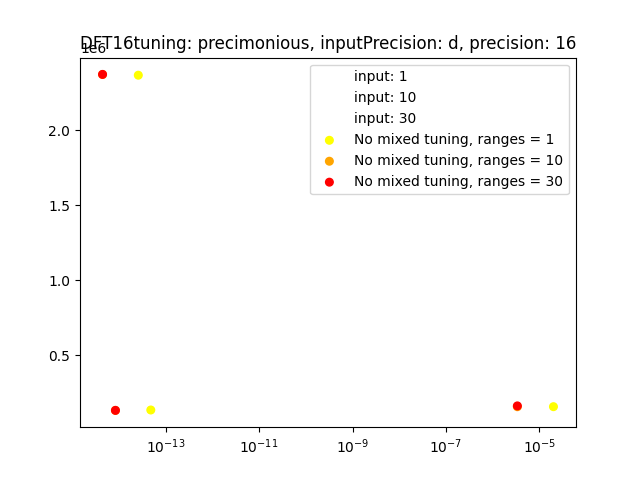 DFT16tuning: precimonious, inputPrecision: d, precision: 16
1e6
input: 1
input: 10
input: 30
No mixed tuning, ranges = 1
No mixed tuning, ranges = 10
No mixed tuning, ranges = 30
2.0
1.5
1.0
0.5
10⁻¹³ 10⁻¹¹ 10⁻⁹ 10⁻⁷ 10⁻⁵